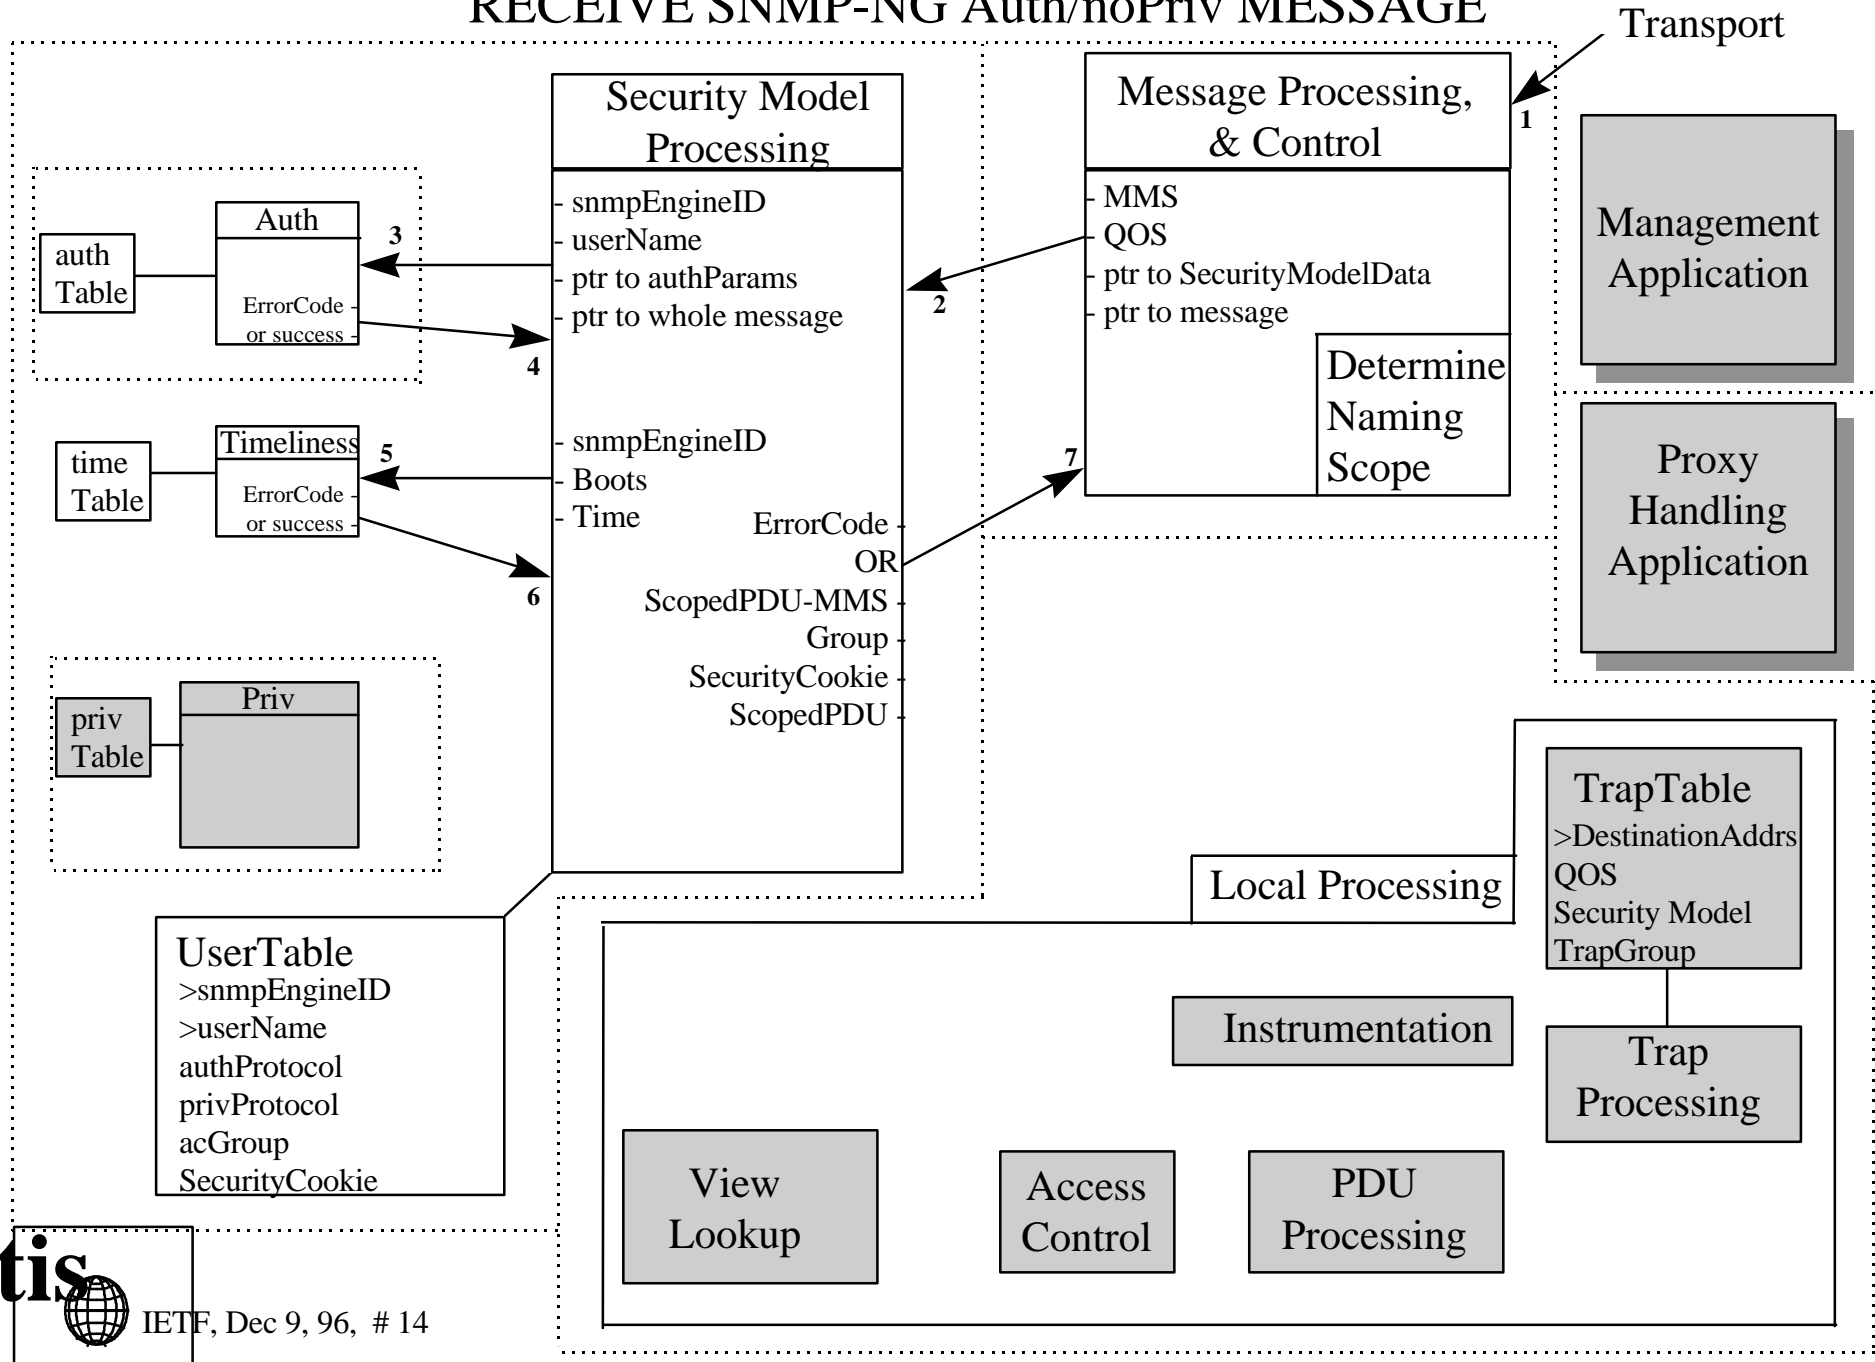 RECEIVE SNMP-NG Auth/noPriv MESSAGE
Transport
1
Security Model
Processing
- snmpEngineID
- userName
- ptr to authParams
- ptr to whole message
- snmpEngineID
- Boots
- Time
ErrorCode -
OR
ScopedPDU-MMS -
Group -
SecurityCookie -
ScopedPDU -
Message Processing,
& Control
- MMS
- QOS
- ptr to SecurityModelData
- ptr to message
Determine
Naming
Scope
2
7
auth
Table
Auth
ErrorCode -
or success -
3
4
time
Table
Timeliness
ErrorCode -
or success -
5
6
priv
Table
Priv
UserTable
>snmpEngineID
>userName
authProtocol
privProtocol
acGroup
SecurityCookie
Management
Application
Proxy
Handling
Application
Local Processing
TrapTable
>DestinationAddrs
QOS
Security Model
TrapGroup
Instrumentation
Trap
Processing
View
Lookup
Access
Control
PDU
Processing
tis
IETF, Dec 9, 96, # 14